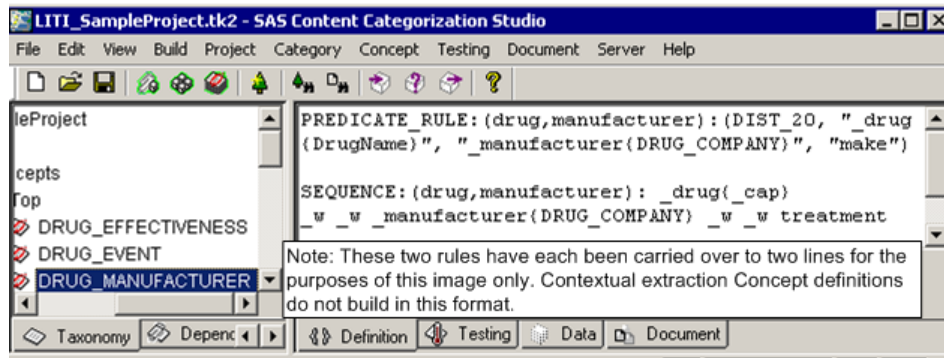 LITI_SampleProject.tk2 - SAS Content Categorization Studio
File Edit View Build Project Category Concept Testing Document Server Help
leProject
cepts
Top
DRUG_EFFECTIVENESS
DRUG_EVENT
DRUG_MANUFACTURER
PREDICATE_RULE:(drug,manufacturer):(DIST_20, "_drug
{DrugName}", "_manufacturer{DRUG_COMPANY}", "make")
SEQUENCE:(drug,manufacturer): _drug{_cap}
_w _w _manufacturer{DRUG_COMPANY} _w _w treatment
Note: These two rules have each been carried over to two lines for the
purposes of this image only. Contextual extraction Concept definitions
do not build in this format.
Taxonomy Depenc Definition Testing Data Document